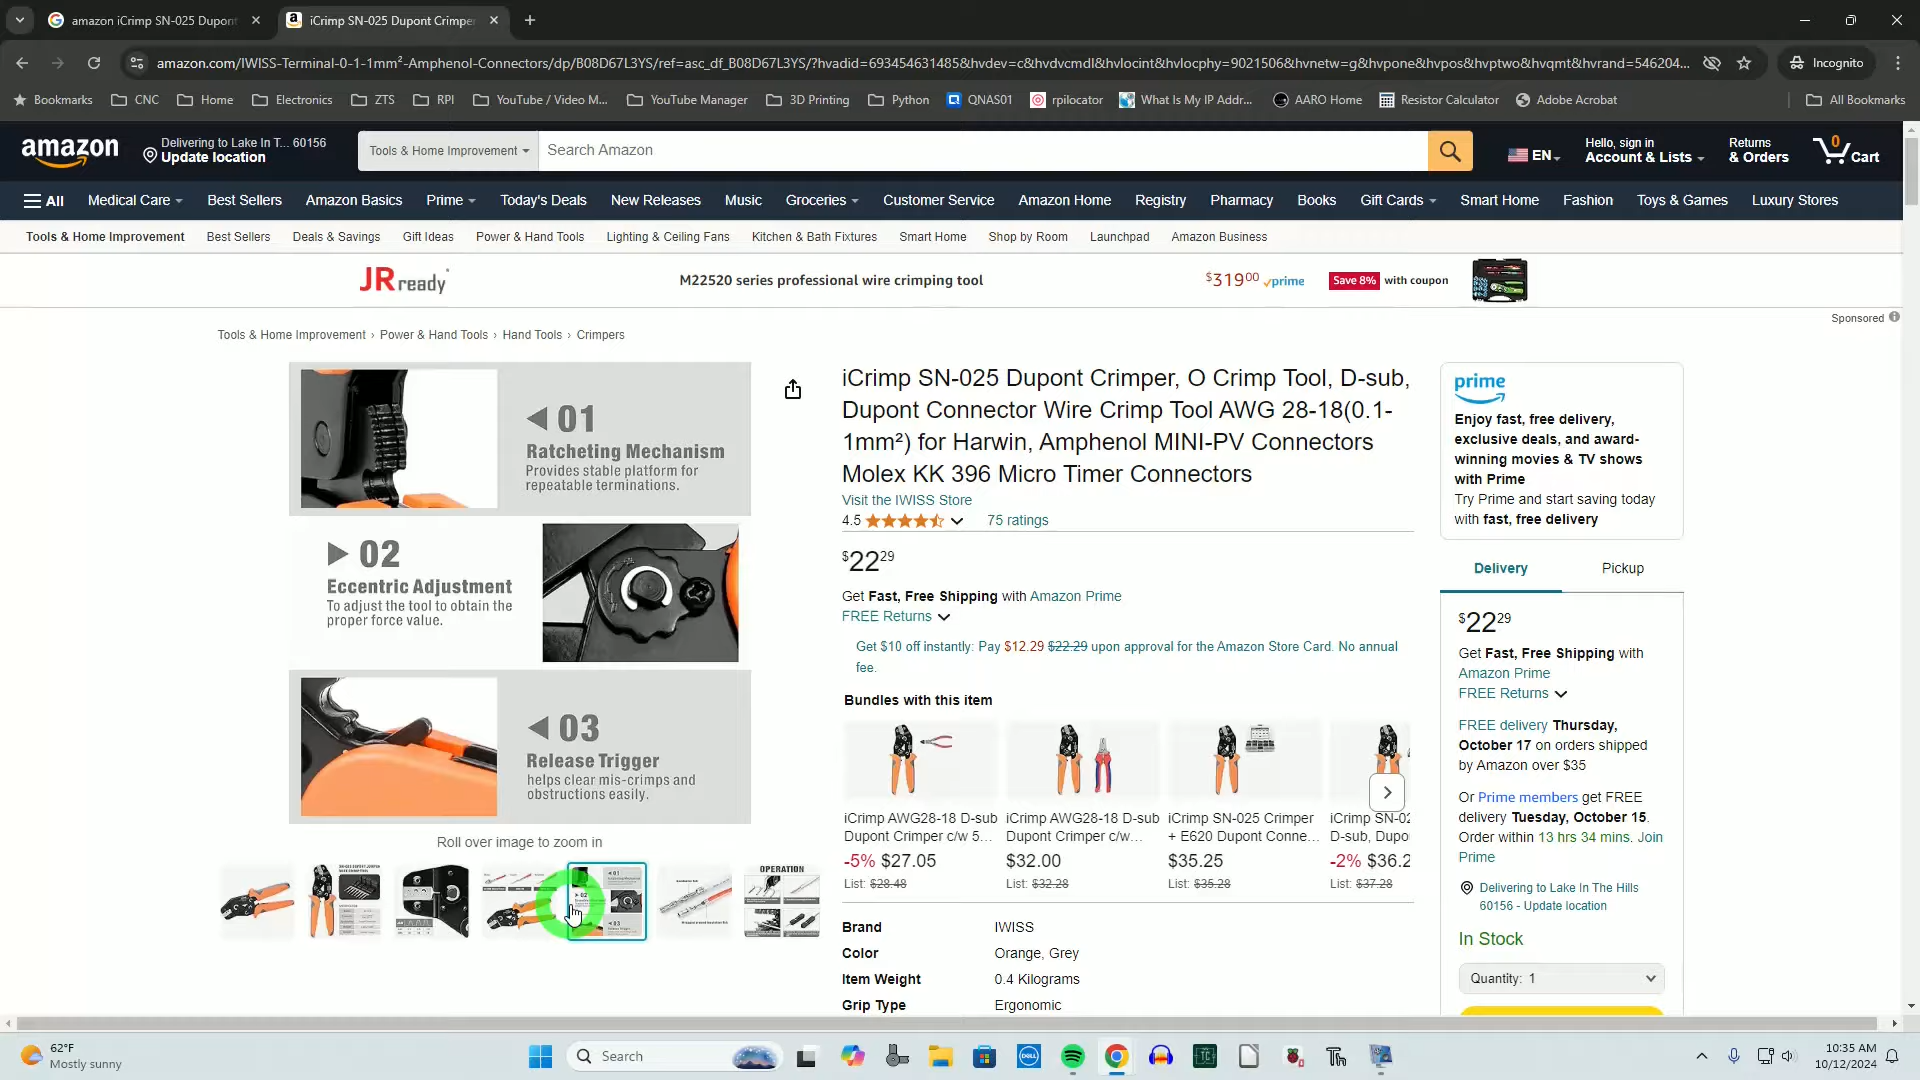 amazon iCrimp SN-025 Dupont
iCrimp SN-025 Dupont Crimpe
amazon.com/IWISS-Terminal-0-1-1mm²-Amphenol-Connectors/dp/B08D67L3YS/ref=asc_df_B08D67L3YS/?hvadid=693454631485&hvdev=c&hvdvcmdl&hvlocint&hvlocphy=9021506&hvnetw=g&hvpone&hvpos&hvptwo&hvqmt&hvrand=546204...
Incognito
Bookmarks
CNC
Home
Electronics
ZTS
RPI
YouTube / Video M...
YouTube Manager
3D Printing
Python
QNAS01
rpilocator
What Is My IP Addr...
AARO Home
Resistor Calculator
Adobe Acrobat
All Bookmarks
amazon
Delivering to Lake In T... 60156
Update location
Tools & Home Improvement
Search Amazon
EN
Hello, sign in
Account & Lists
Returns
& Orders
0
Cart
All
Medical Care
Best Sellers
Amazon Basics
Prime
Today's Deals
New Releases
Music
Groceries
Customer Service
Amazon Home
Registry
Pharmacy
Books
Gift Cards
Smart Home
Fashion
Toys & Games
Luxury Stores
Tools & Home Improvement
Best Sellers
Deals & Savings
Gift Ideas
Power & Hand Tools
Lighting & Ceiling Fans
Kitchen & Bath Fixtures
Smart Home
Shop by Room
Launchpad
Amazon Business
JRready
M22520 series professional wire crimping tool
$319.00 prime
Save 8% with coupon
Sponsored
Tools & Home Improvement › Power & Hand Tools › Hand Tools › Crimpers
01
Ratcheting Mechanism
Provides stable platform for
repeatable terminations.
02
Eccentric Adjustment
To adjust the tool to obtain the
proper force value.
03
Release Trigger
helps clear mis-crimps and
obstructions easily.
Roll over image to zoom in
OPERATION
iCrimp SN-025 Dupont Crimper, O Crimp Tool, D-sub,
Dupont Connector Wire Crimp Tool AWG 28-18(0.1-
1mm²) for Harwin, Amphenol MINI-PV Connectors
Molex KK 396 Micro Timer Connectors
Visit the IWISS Store
4.5
75 ratings
$22 29
Get Fast, Free Shipping with Amazon Prime
FREE Returns
Get $10 off instantly: Pay $12.29 $22.29 upon approval for the Amazon Store Card. No annual
fee.
Bundles with this item
iCrimp AWG28-18 D-sub
Dupont Crimper c/w 5...
-5% $27.05
List: $28.48
iCrimp AWG28-18 D-sub
Dupont Crimper c/w...
$32.00
List: $32.28
iCrimp SN-025 Crimper
+ E620 Dupont Conne...
$35.25
List: $35.28
iCrimp SN-02
D-sub, Dupo
-2% $36.2
List: $37.28
Brand IWISS
Color Orange, Grey
Item Weight 0.4 Kilograms
Grip Type Ergonomic
prime
Enjoy fast, free delivery,
exclusive deals, and award-
winning movies & TV shows
with Prime
Try Prime and start saving today
with fast, free delivery
Delivery
Pickup
$22 29
Get Fast, Free Shipping with
Amazon Prime
FREE Returns
FREE delivery Thursday,
October 17 on orders shipped
by Amazon over $35
Or Prime members get FREE
delivery Tuesday, October 15.
Order within 13 hrs 34 mins. Join
Prime
Delivering to Lake In The Hills
60156 - Update location
In Stock
Quantity: 1
62°F
Mostly sunny
Search
10:35 AM
10/12/2024